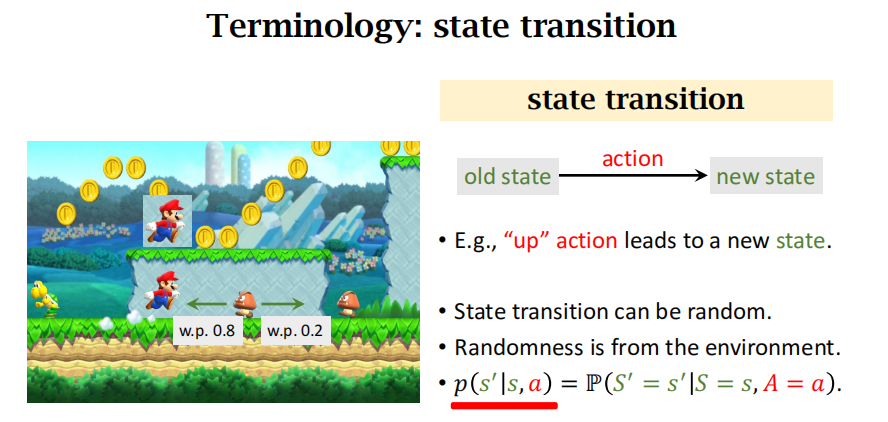 Terminology: state transition
state transition
action
old state
new state
• E.g., “up” action leads to a new state.
• State transition can be random.
• Randomness is from the environment.
• p(s′|s, a) = ℙ(S′ = s′|S = s, A = a).
w.p. 0.8
w.p. 0.2